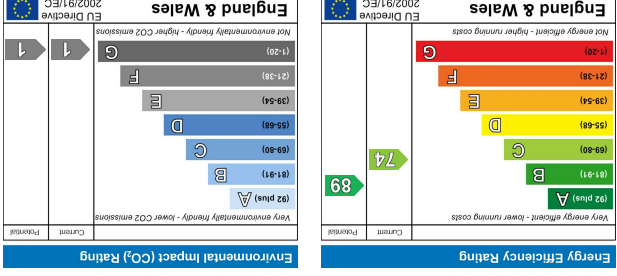 Energy Efficiency Rating
Current Potential
Very energy efficient - lower running costs
(92 plus) A
(81-91) B
(69-80) C
(55-68) D
(39-54) E
(21-38) F
(1-20) G
74
89
Not energy efficient - higher running costs
England & Wales
EU Directive
2002/91/EC
Environmental Impact (CO₂) Rating
Current Potential
Very environmentally friendly - lower CO2 emissions
(92 plus) A
(81-91) B
(69-80) C
(55-68) D
(39-54) E
(21-38) F
(1-20) G
1
1
Not environmentally friendly - higher CO2 emissions
England & Wales
EU Directive
2002/91/EC